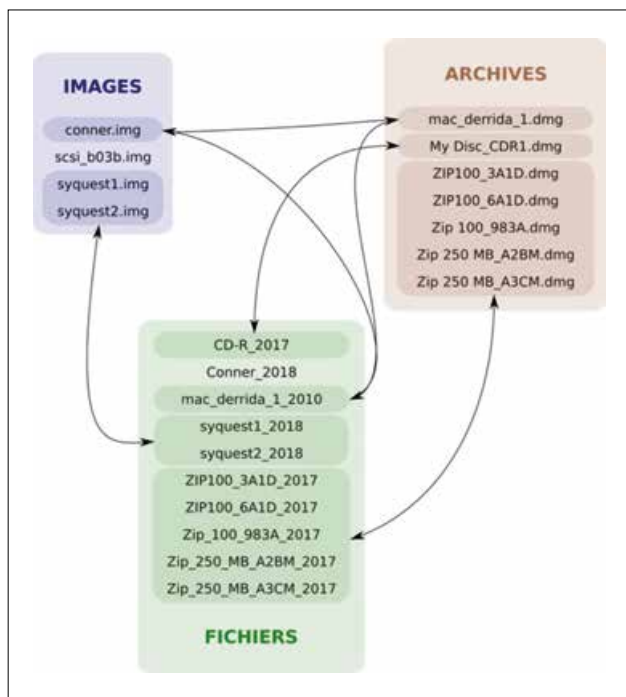 IMAGES
conner.img
scsi_b03b.img
syquest1.img
syquest2.img
ARCHIVES
mac_derrida_1.dmg
My Disc_CDR1.dmg
ZIP100_3A1D.dmg
ZIP100_6A1D.dmg
Zip 100_983A.dmg
Zip 250 MB_A2BM.dmg
Zip 250 MB_A3CM.dmg
CD-R_2017
Conner_2018
mac_derrida_1_2010
syquest1_2018
syquest2_2018
ZIP100_3A1D_2017
ZIP100_6A1D_2017
Zip_100_983A_2017
Zip_250_MB_A2BM_2017
Zip_250_MB_A3CM_2017
FICHIERS